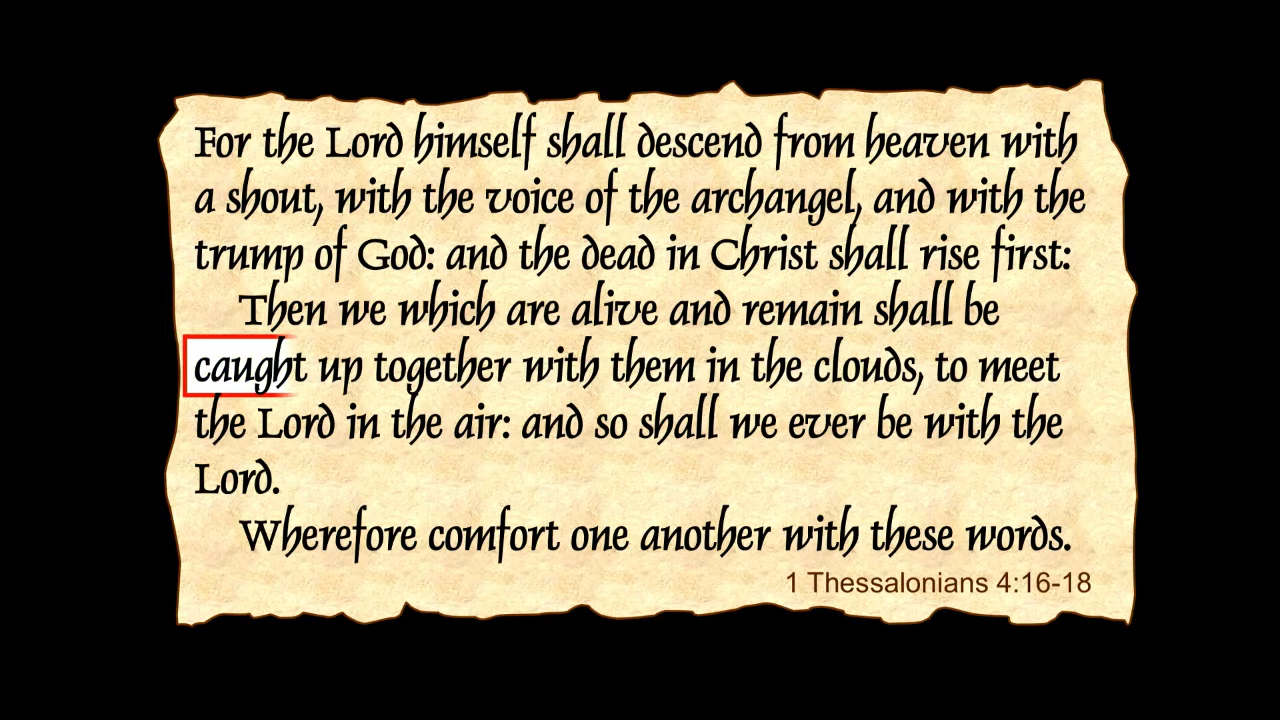 For the Lord himself shall descend from heaven with
a shout, with the voice of the archangel, and with the
trump of God: and the dead in Christ shall rise first:
Then we which are alive and remain shall be
caught up together with them in the clouds, to meet
the Lord in the air: and so shall we ever be with the
Lord.
Wherefore comfort one another with these words.
1 Thessalonians 4:16-18